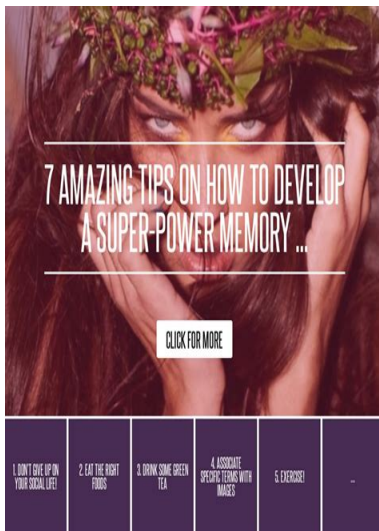 7 AMAZING TIPS ON HOW TO DEVELOP
A SUPER-POWER MEMORY ...
CLICK FOR MORE
1. DON'T GIVE UP ON
YOUR SOCIAL LIFE!
2. EAT THE RIGHT
FOODS
3. DRINK SOME GREEN
TEA
4. ASSOCIATE
SPECIFIC TERMS WITH
IMAGES
5. EXERCISE!
...